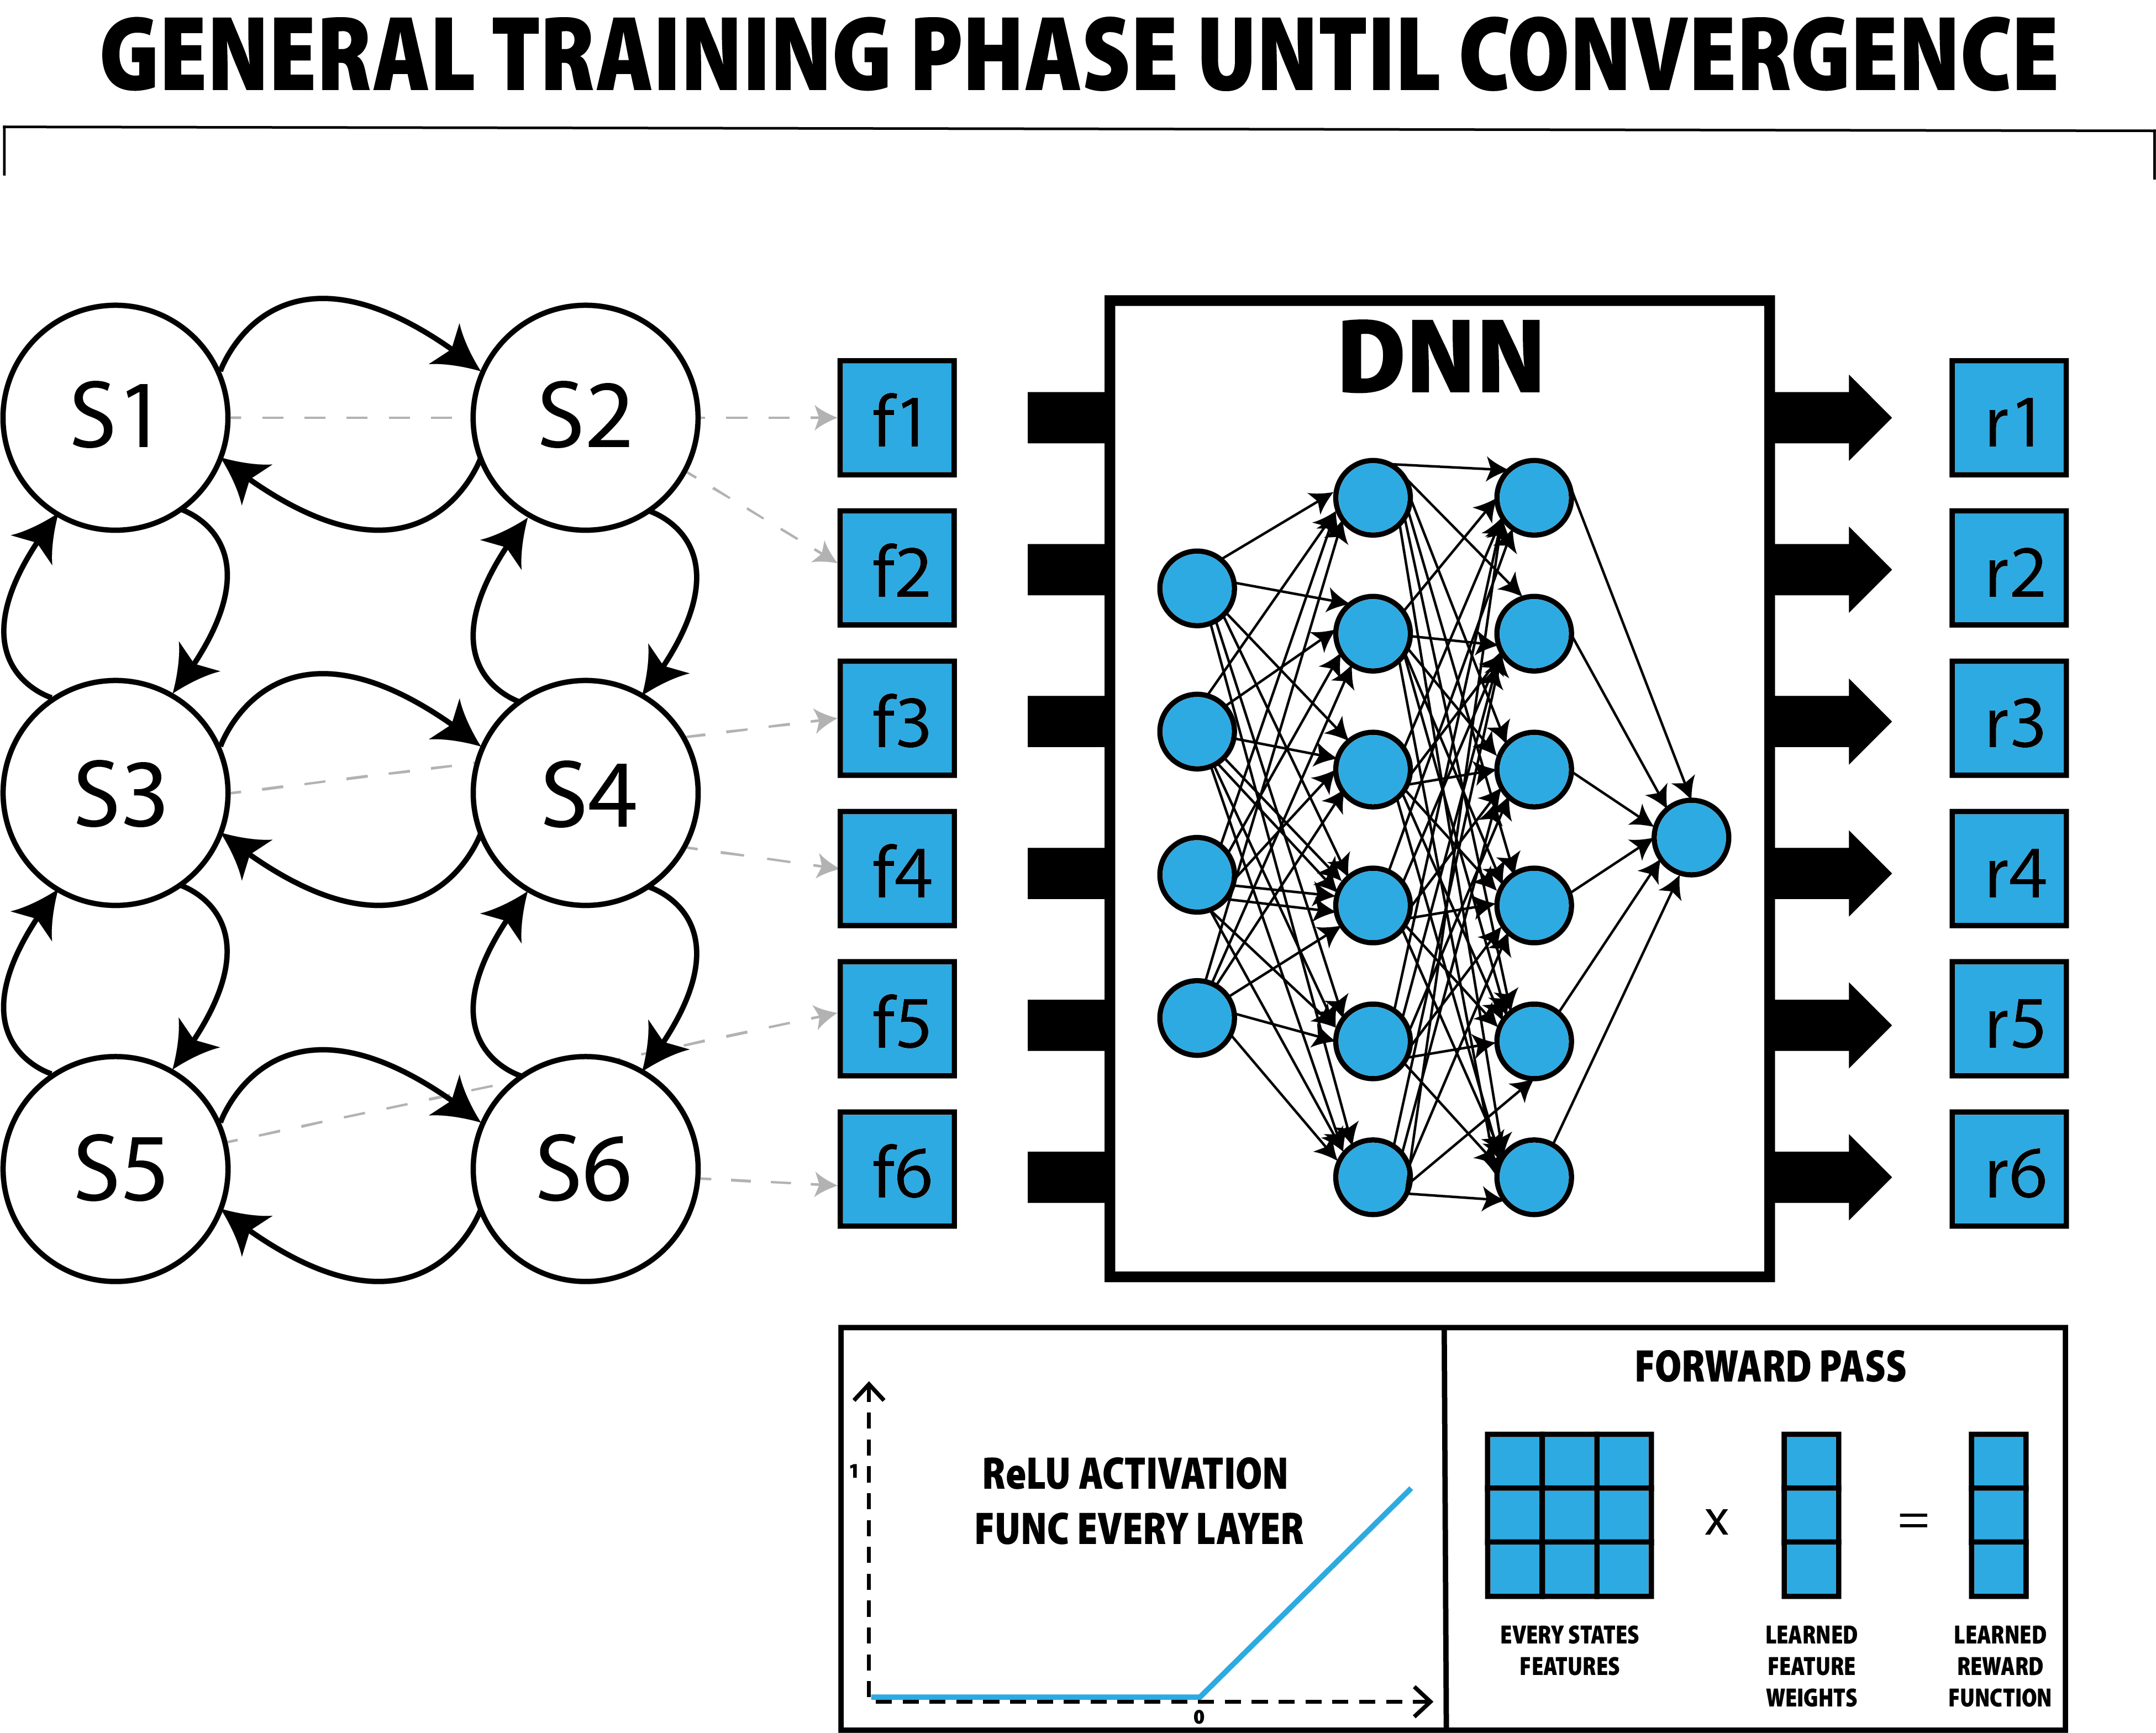 GENERAL TRAINING PHASE UNTIL CONVERGENCE
S1
S2
S3
S4
S5
S6
f1
f2
f3
f4
f5
f6
DNN
r1
r2
r3
r4
r5
r6
1
ReLU ACTIVATION
FUNC EVERY LAYER
0
FORWARD PASS
x
=
EVERY STATES
FEATURES
LEARNED
FEATURE
WEIGHTS
LEARNED
REWARD
FUNCTION